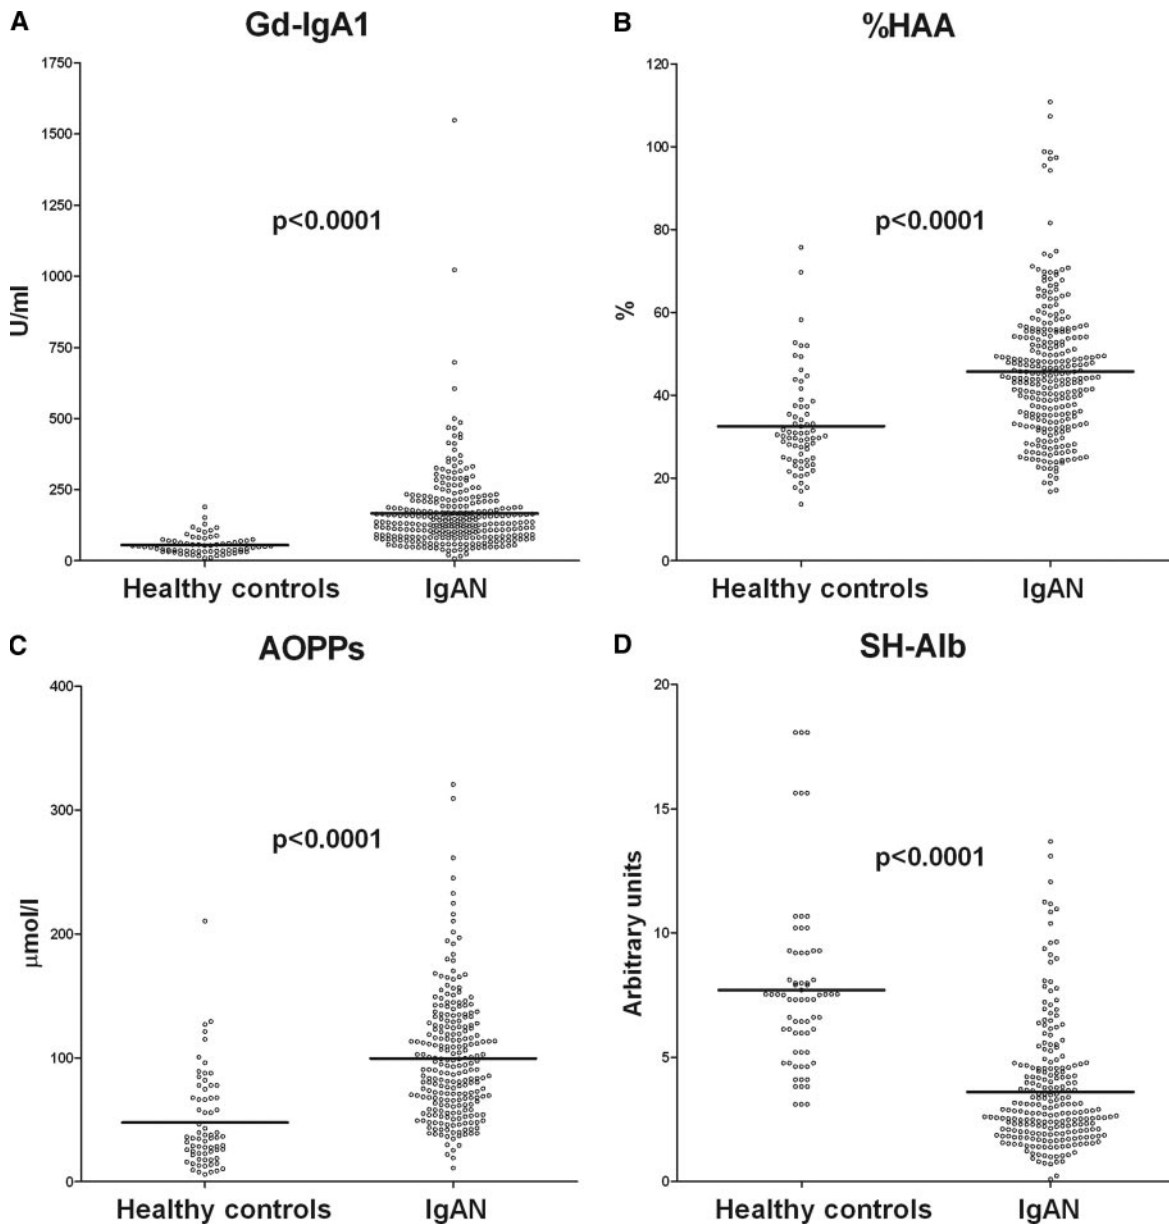 A Gd-IgA1
1750
1500
1250
1000
750
500
250
0
U/ml
p<0.0001
Healthy controls IgAN
B %HAA
120
100
80
60
40
20
0
%
p<0.0001
Healthy controls IgAN
C AOPPs
400
300
200
100
0
µmol/l
p<0.0001
Healthy controls IgAN
D SH-Alb
20
15
10
5
0
Arbitrary units
p<0.0001
Healthy controls IgAN